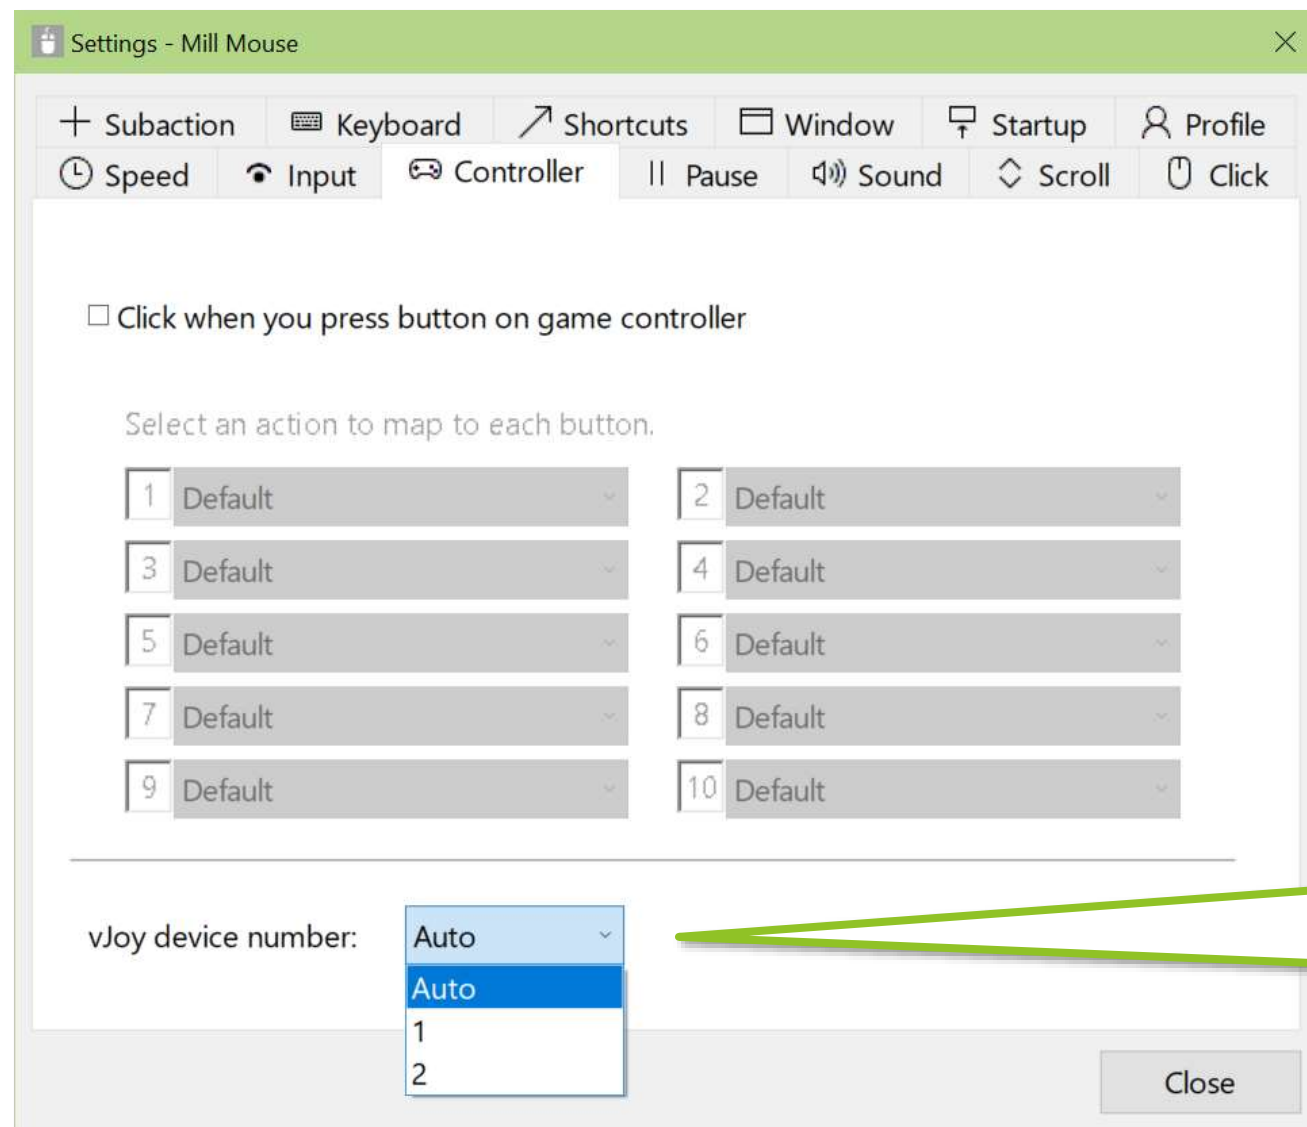 Settings - Mill Mouse
Subaction Keyboard Shortcuts Window Startup Profile
Speed Input Controller Pause Sound Scroll Click
Click when you press button on game controller
Select an action to map to each button.
1 Default 2 Default
3 Default 4 Default
5 Default 6 Default
7 Default 8 Default
9 Default 10 Default
vJoy device number: Auto
Auto
1
2
Close